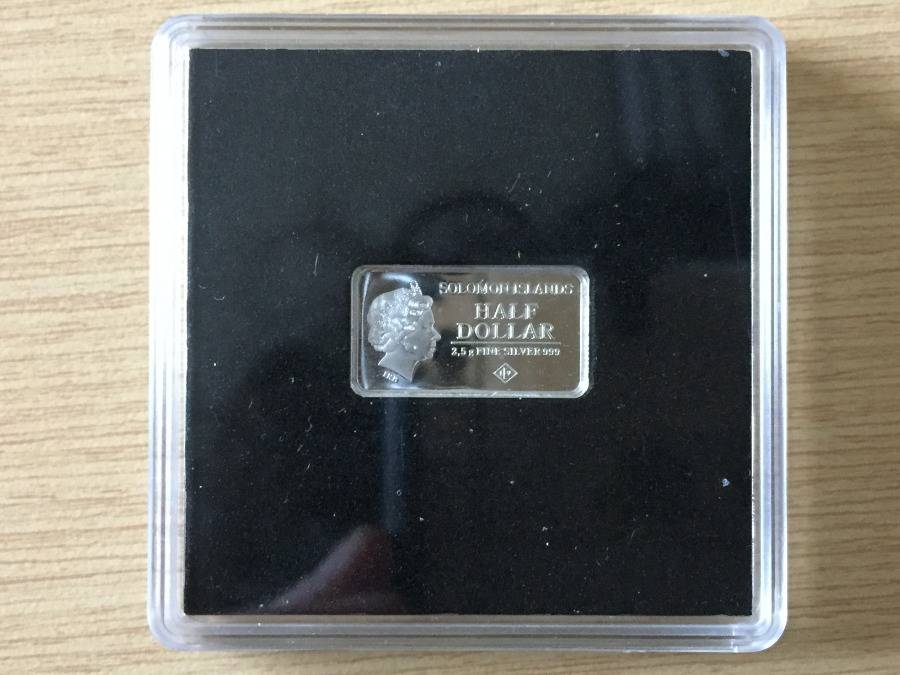 SOLOMON ISLANDS
HALF
DOLLAR
2,5 g FINE SILVER 999